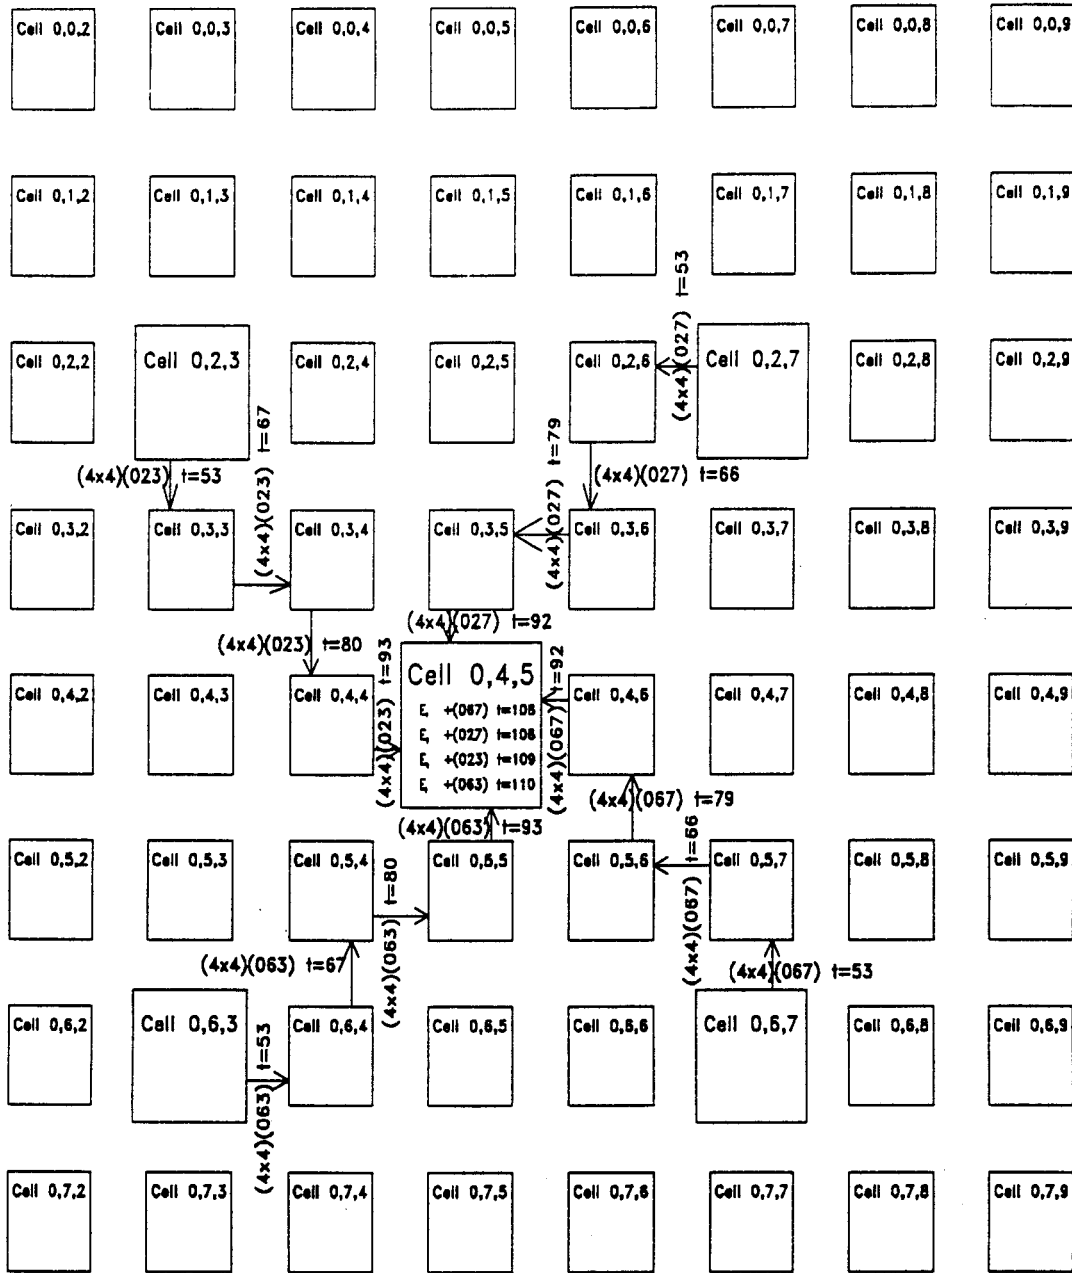 Cell 0,0,2
Cell 0,0,3
Cell 0,0,4
Cell 0,0,5
Cell 0,0,6
Cell 0,0,7
Cell 0,0,8
Cell 0,0,9
Cell 0,1,2
Cell 0,1,3
Cell 0,1,4
Cell 0,1,5
Cell 0,1,6
Cell 0,1,7
Cell 0,1,8
Cell 0,1,9
(4x4)(027) t=53
Cell 0,2,2
Cell 0,2,3
Cell 0,2,4
Cell 0,2,5
Cell 0,2,6
Cell 0,2,7
Cell 0,2,8
Cell 0,2,9
(4x4)(023) t=53
(4x4)(023) t=67
(4x4)(027) t=79
(4x4)(027) t=66
Cell 0,3,2
Cell 0,3,3
Cell 0,3,4
Cell 0,3,5
Cell 0,3,6
Cell 0,3,7
Cell 0,3,8
Cell 0,3,9
(4x4)(023) t=80
(4x4)(027) t=92
(4x4)(023) t=93
(4x4)(067) t=92
Cell 0,4,2
Cell 0,4,3
Cell 0,4,4
Cell 0,4,5
E, +(067) t=106
E, +(027) t=106
E, +(023) t=109
E, +(063) t=110
Cell 0,4,6
Cell 0,4,7
Cell 0,4,8
Cell 0,4,9
(4x4)(063) t=93
(4x4)(067) t=79
Cell 0,5,2
Cell 0,5,3
Cell 0,5,4
Cell 0,5,5
Cell 0,5,6
Cell 0,5,7
Cell 0,5,8
Cell 0,5,9
(4x4)(063) t=67
(4x4)(063) t=80
(4x4)(067) t=66
(4x4)(067) t=53
Cell 0,6,2
Cell 0,6,3
Cell 0,6,4
Cell 0,6,5
Cell 0,6,6
Cell 0,6,7
Cell 0,6,8
Cell 0,6,9
(4x4)(063) t=53
Cell 0,7,2
Cell 0,7,3
Cell 0,7,4
Cell 0,7,5
Cell 0,7,6
Cell 0,7,7
Cell 0,7,8
Cell 0,7,9